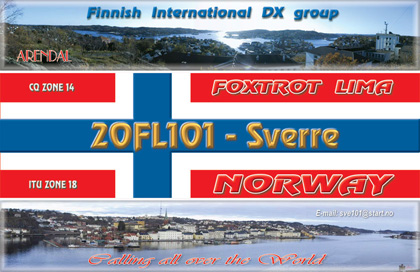 Finnish International DX group
ARENDAL
CQ ZONE 14
FOXTROT LIMA
20FL101 - Sverre
ITU ZONE 18
NORWAY
E-mail: sve101@start.no
Calling all over the World